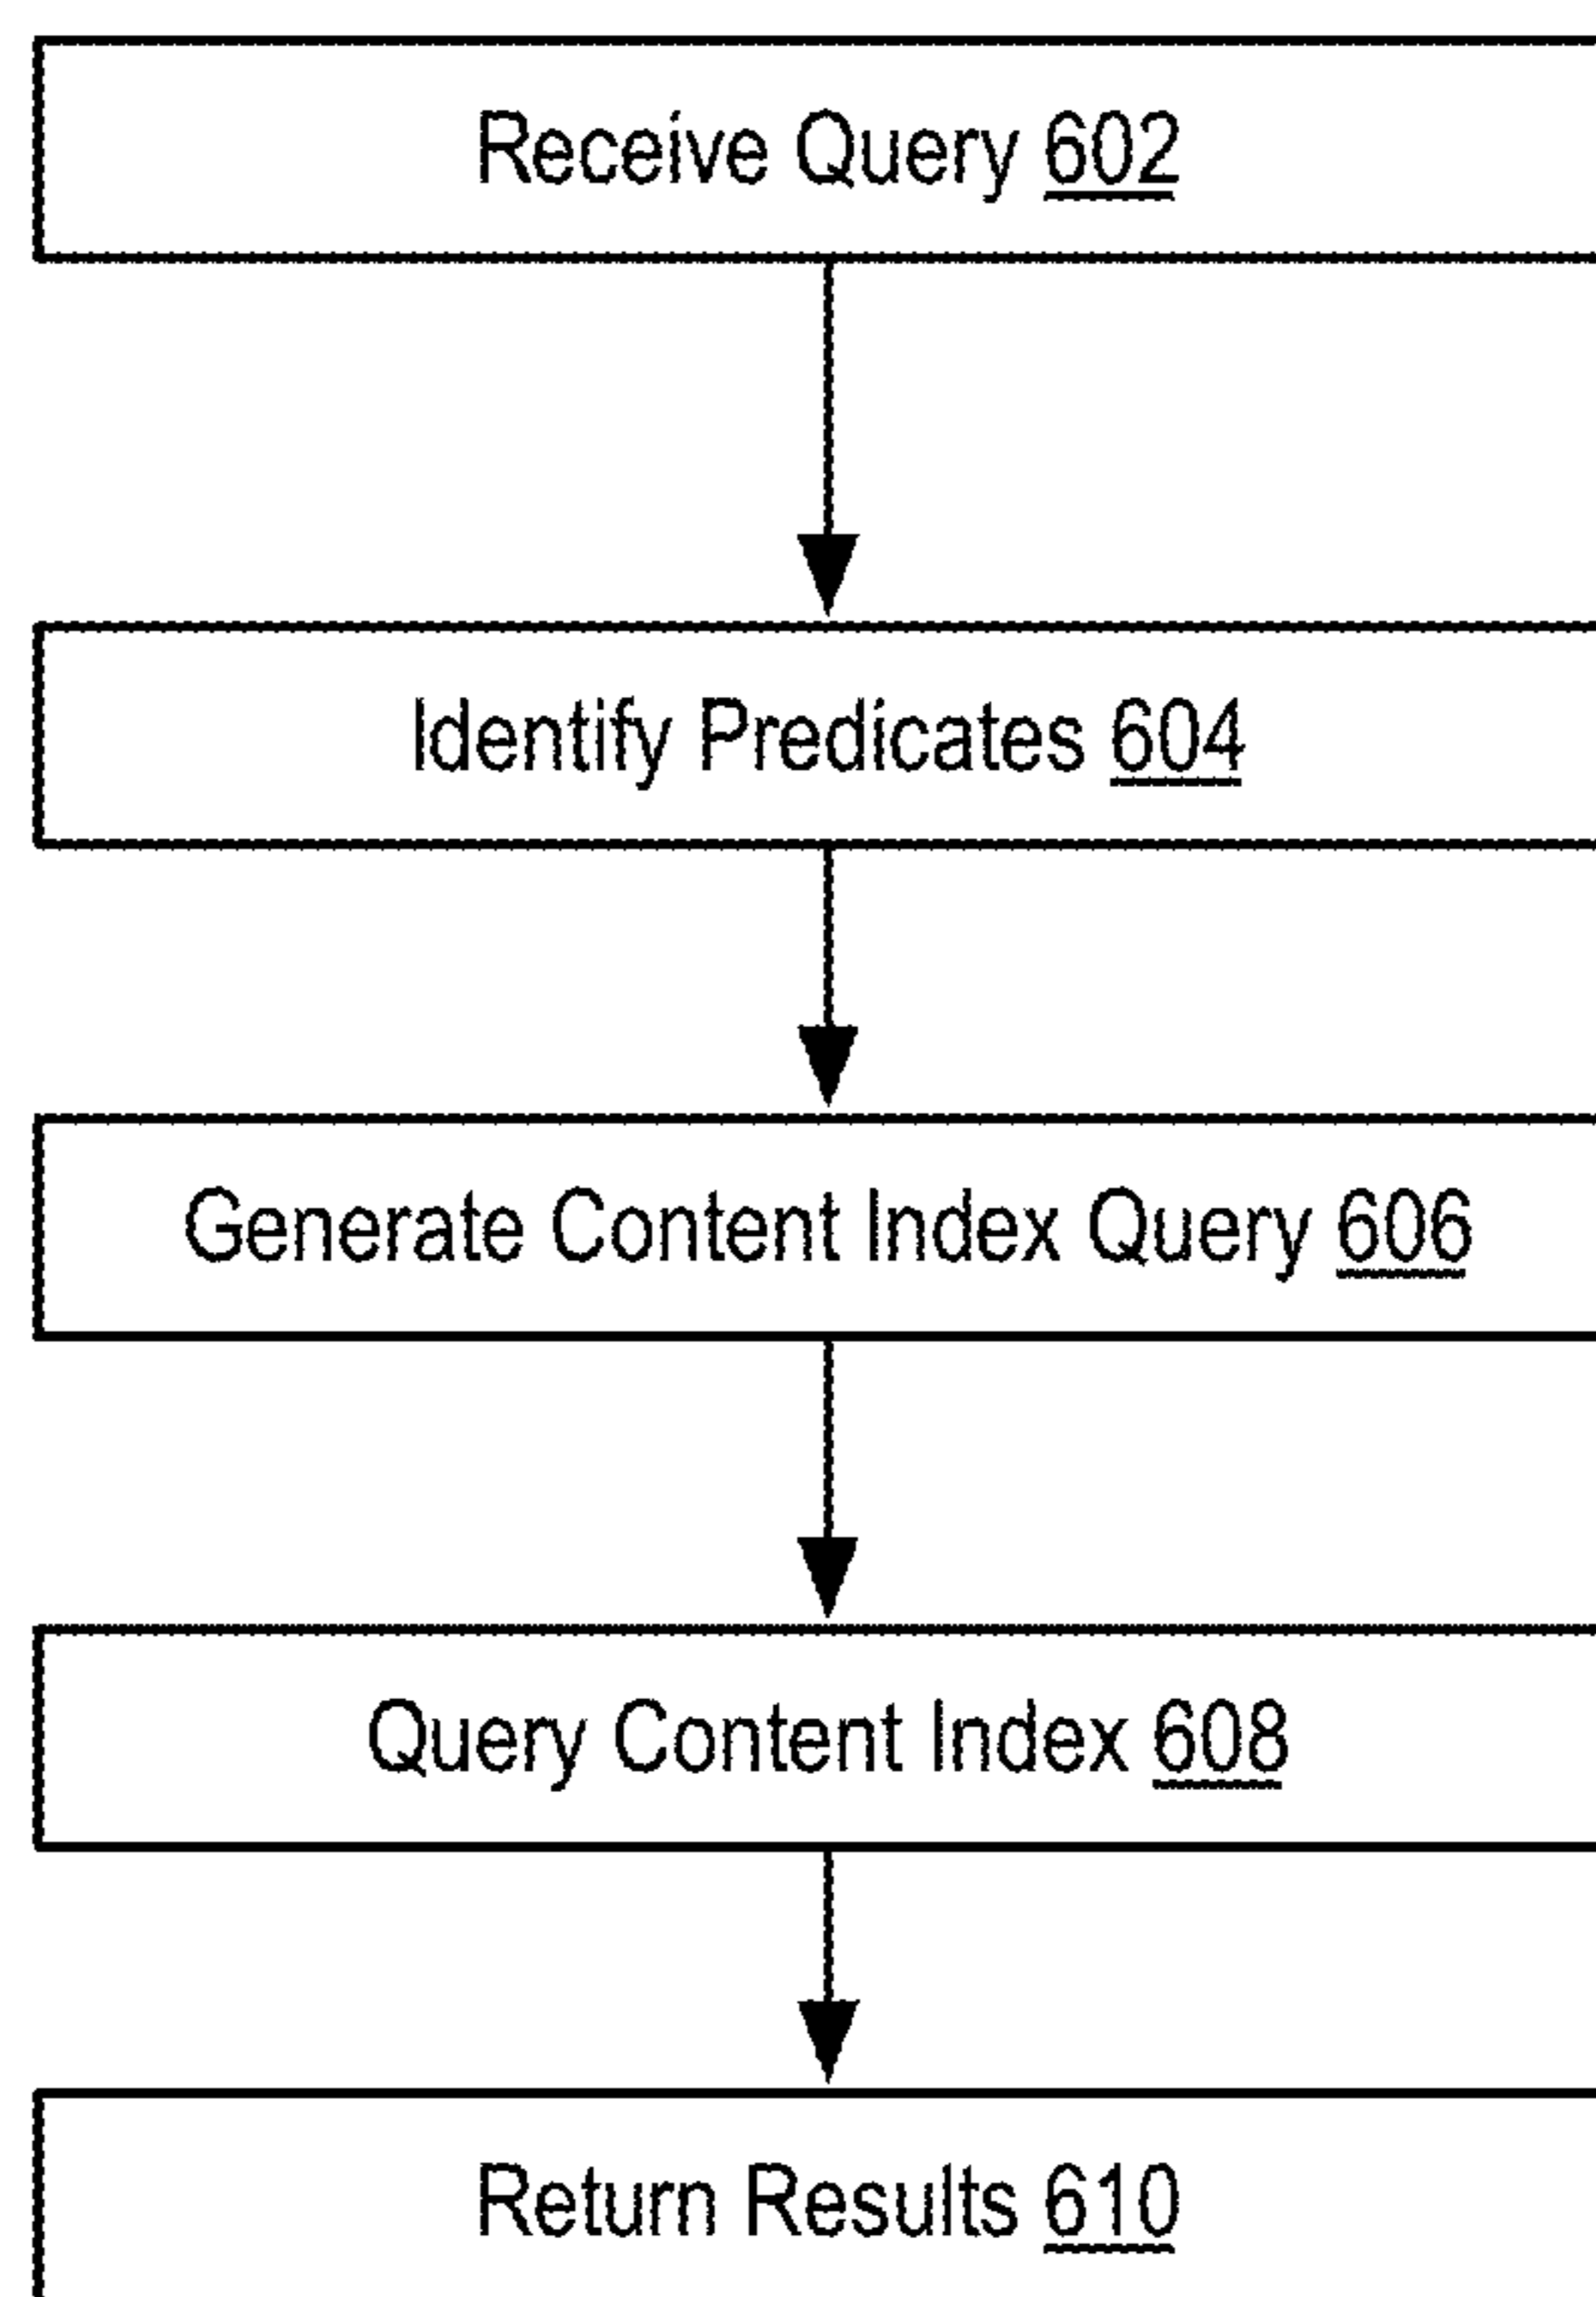 Receive Query 602
Identify Predicates 604
Generate Content Index Query 606
Query Content Index 608
Return Results 610